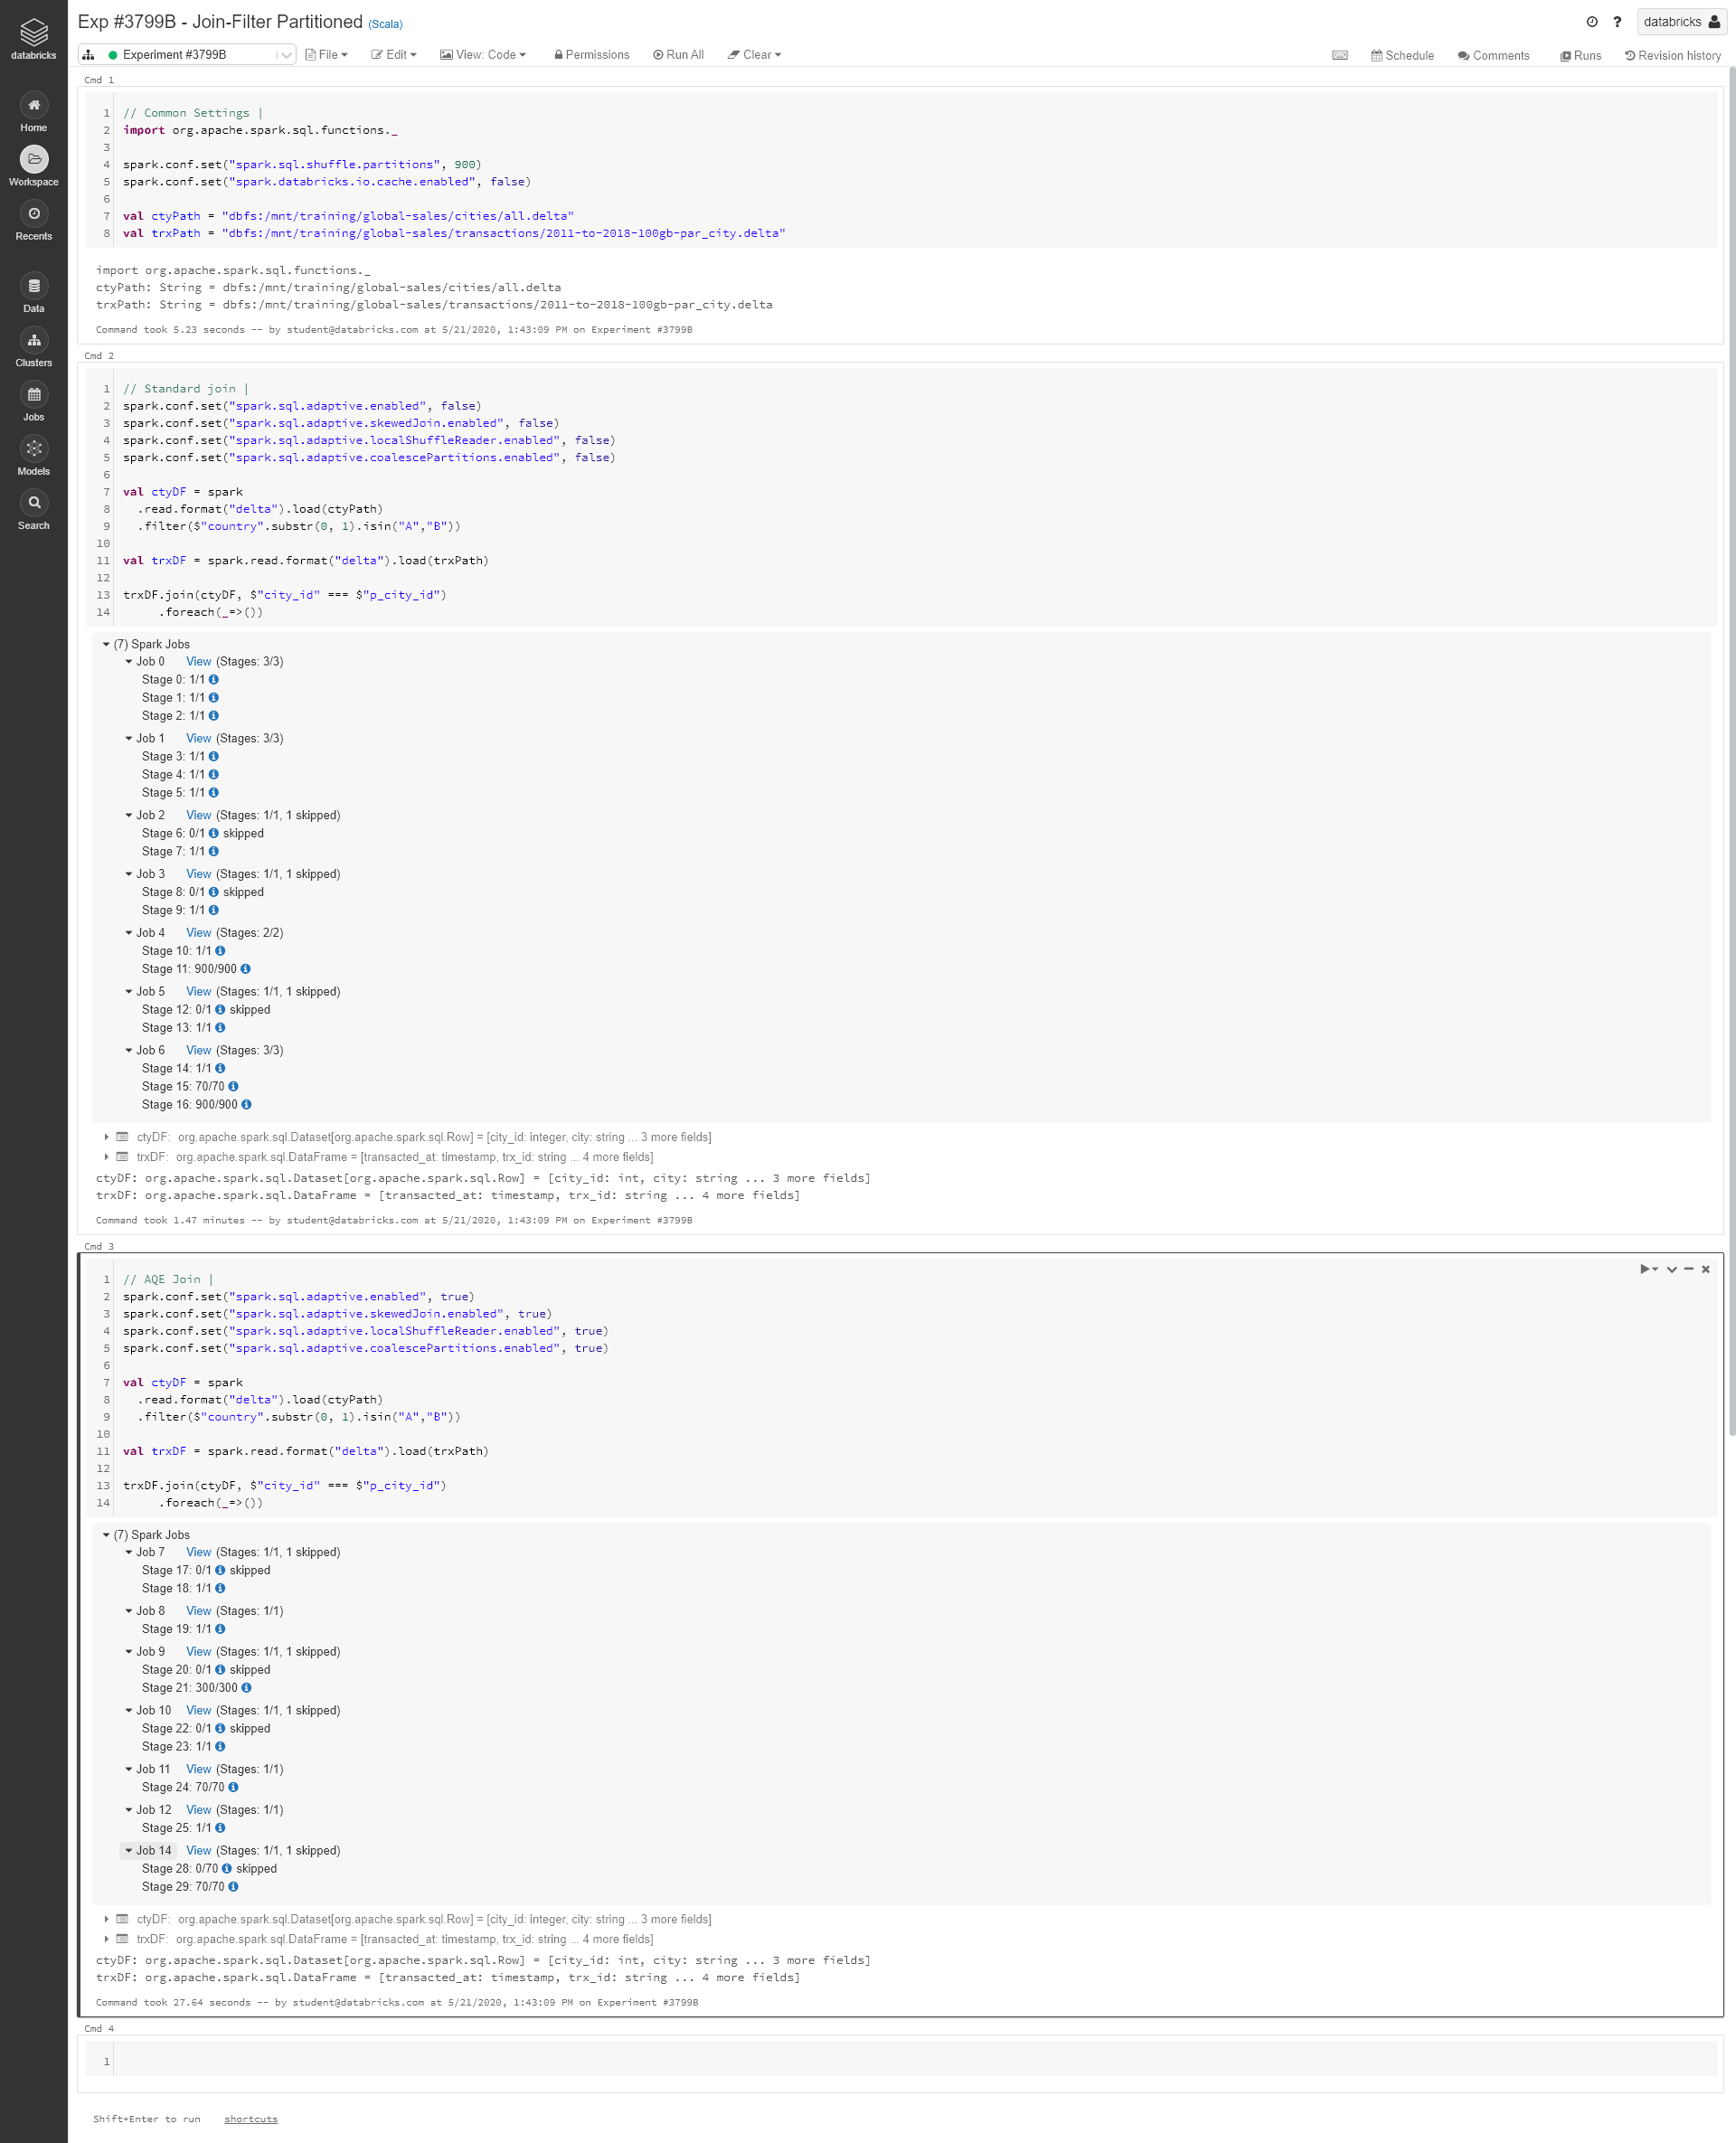 Exp #3799B - Join-Filter Partitioned (Scala)
databricks
databricks
Experiment #3799B File Edit View: Code Permissions Run All Clear Schedule Comments Runs Revision history
Home
Workspace
Recents
Data
Clusters
Jobs
Models
Search
Cmd 1
1 // Common Settings |
2 import org.apache.spark.sql.functions._
3
4 spark.conf.set("spark.sql.shuffle.partitions", 900)
5 spark.conf.set("spark.databricks.io.cache.enabled", false)
6
7 val ctyPath = "dbfs:/mnt/training/global-sales/cities/all.delta"
8 val trxPath = "dbfs:/mnt/training/global-sales/transactions/2011-to-2018-100gb-par_city.delta"
import org.apache.spark.sql.functions._
ctyPath: String = dbfs:/mnt/training/global-sales/cities/all.delta
trxPath: String = dbfs:/mnt/training/global-sales/transactions/2011-to-2018-100gb-par_city.delta
Command took 5.23 seconds -- by student@databricks.com at 5/21/2020, 1:43:09 PM on Experiment #3799B
Cmd 2
1 // Standard join |
2 spark.conf.set("spark.sql.adaptive.enabled", false)
3 spark.conf.set("spark.sql.adaptive.skewedJoin.enabled", false)
4 spark.conf.set("spark.sql.adaptive.localShuffleReader.enabled", false)
5 spark.conf.set("spark.sql.adaptive.coalescePartitions.enabled", false)
6
7 val ctyDF = spark
8 .read.format("delta").load(ctyPath)
9 .filter($"country".substr(0, 1).isin("A","B"))
10
11 val trxDF = spark.read.format("delta").load(trxPath)
12
13 trxDF.join(ctyDF, $"city_id" === $"p_city_id")
14 .foreach(_=>())
(7) Spark Jobs
Job 0 View (Stages: 3/3)
Stage 0: 1/1
Stage 1: 1/1
Stage 2: 1/1
Job 1 View (Stages: 3/3)
Stage 3: 1/1
Stage 4: 1/1
Stage 5: 1/1
Job 2 View (Stages: 1/1, 1 skipped)
Stage 6: 0/1 skipped
Stage 7: 1/1
Job 3 View (Stages: 1/1, 1 skipped)
Stage 8: 0/1 skipped
Stage 9: 1/1
Job 4 View (Stages: 2/2)
Stage 10: 1/1
Stage 11: 900/900
Job 5 View (Stages: 1/1, 1 skipped)
Stage 12: 0/1 skipped
Stage 13: 1/1
Job 6 View (Stages: 3/3)
Stage 14: 1/1
Stage 15: 70/70
Stage 16: 900/900
ctyDF: org.apache.spark.sql.Dataset[org.apache.spark.sql.Row] = [city_id: integer, city: string ... 3 more fields]
trxDF: org.apache.spark.sql.DataFrame = [transacted_at: timestamp, trx_id: string ... 4 more fields]
ctyDF: org.apache.spark.sql.Dataset[org.apache.spark.sql.Row] = [city_id: int, city: string ... 3 more fields]
trxDF: org.apache.spark.sql.DataFrame = [transacted_at: timestamp, trx_id: string ... 4 more fields]
Command took 1.47 minutes -- by student@databricks.com at 5/21/2020, 1:43:09 PM on Experiment #3799B
Cmd 3
1 // AQE Join |
2 spark.conf.set("spark.sql.adaptive.enabled", true)
3 spark.conf.set("spark.sql.adaptive.skewedJoin.enabled", true)
4 spark.conf.set("spark.sql.adaptive.localShuffleReader.enabled", true)
5 spark.conf.set("spark.sql.adaptive.coalescePartitions.enabled", true)
6
7 val ctyDF = spark
8 .read.format("delta").load(ctyPath)
9 .filter($"country".substr(0, 1).isin("A","B"))
10
11 val trxDF = spark.read.format("delta").load(trxPath)
12
13 trxDF.join(ctyDF, $"city_id" === $"p_city_id")
14 .foreach(_=>())
(7) Spark Jobs
Job 7 View (Stages: 1/1, 1 skipped)
Stage 17: 0/1 skipped
Stage 18: 1/1
Job 8 View (Stages: 1/1)
Stage 19: 1/1
Job 9 View (Stages: 1/1, 1 skipped)
Stage 20: 0/1 skipped
Stage 21: 300/300
Job 10 View (Stages: 1/1, 1 skipped)
Stage 22: 0/1 skipped
Stage 23: 1/1
Job 11 View (Stages: 1/1)
Stage 24: 70/70
Job 12 View (Stages: 1/1)
Stage 25: 1/1
Job 14 View (Stages: 1/1, 1 skipped)
Stage 28: 0/70 skipped
Stage 29: 70/70
ctyDF: org.apache.spark.sql.Dataset[org.apache.spark.sql.Row] = [city_id: integer, city: string ... 3 more fields]
trxDF: org.apache.spark.sql.DataFrame = [transacted_at: timestamp, trx_id: string ... 4 more fields]
ctyDF: org.apache.spark.sql.Dataset[org.apache.spark.sql.Row] = [city_id: int, city: string ... 3 more fields]
trxDF: org.apache.spark.sql.DataFrame = [transacted_at: timestamp, trx_id: string ... 4 more fields]
Command took 27.64 seconds -- by student@databricks.com at 5/21/2020, 1:43:09 PM on Experiment #3799B
Cmd 4
1
Shift+Enter to run shortcuts